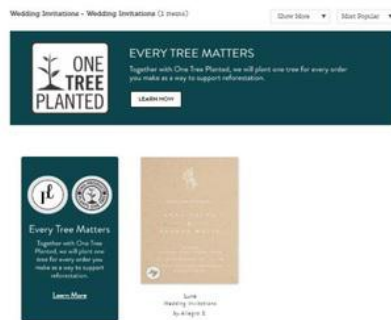 Wedding Invitations - Wedding Invitations (2 items)
Show More
Most Popular
ONE
TREE
PLANTED
EVERY TREE MATTERS
Together with One Tree Planted, we will plant one tree for every order
you make as a way to support reforestation.
LEARN HOW
Every Tree Matters
Together with One Tree
Planted, we will plant one
tree for every order you
make as a way to support
reforestation.
Learn More
Wedding Invitations
by Allegra S.